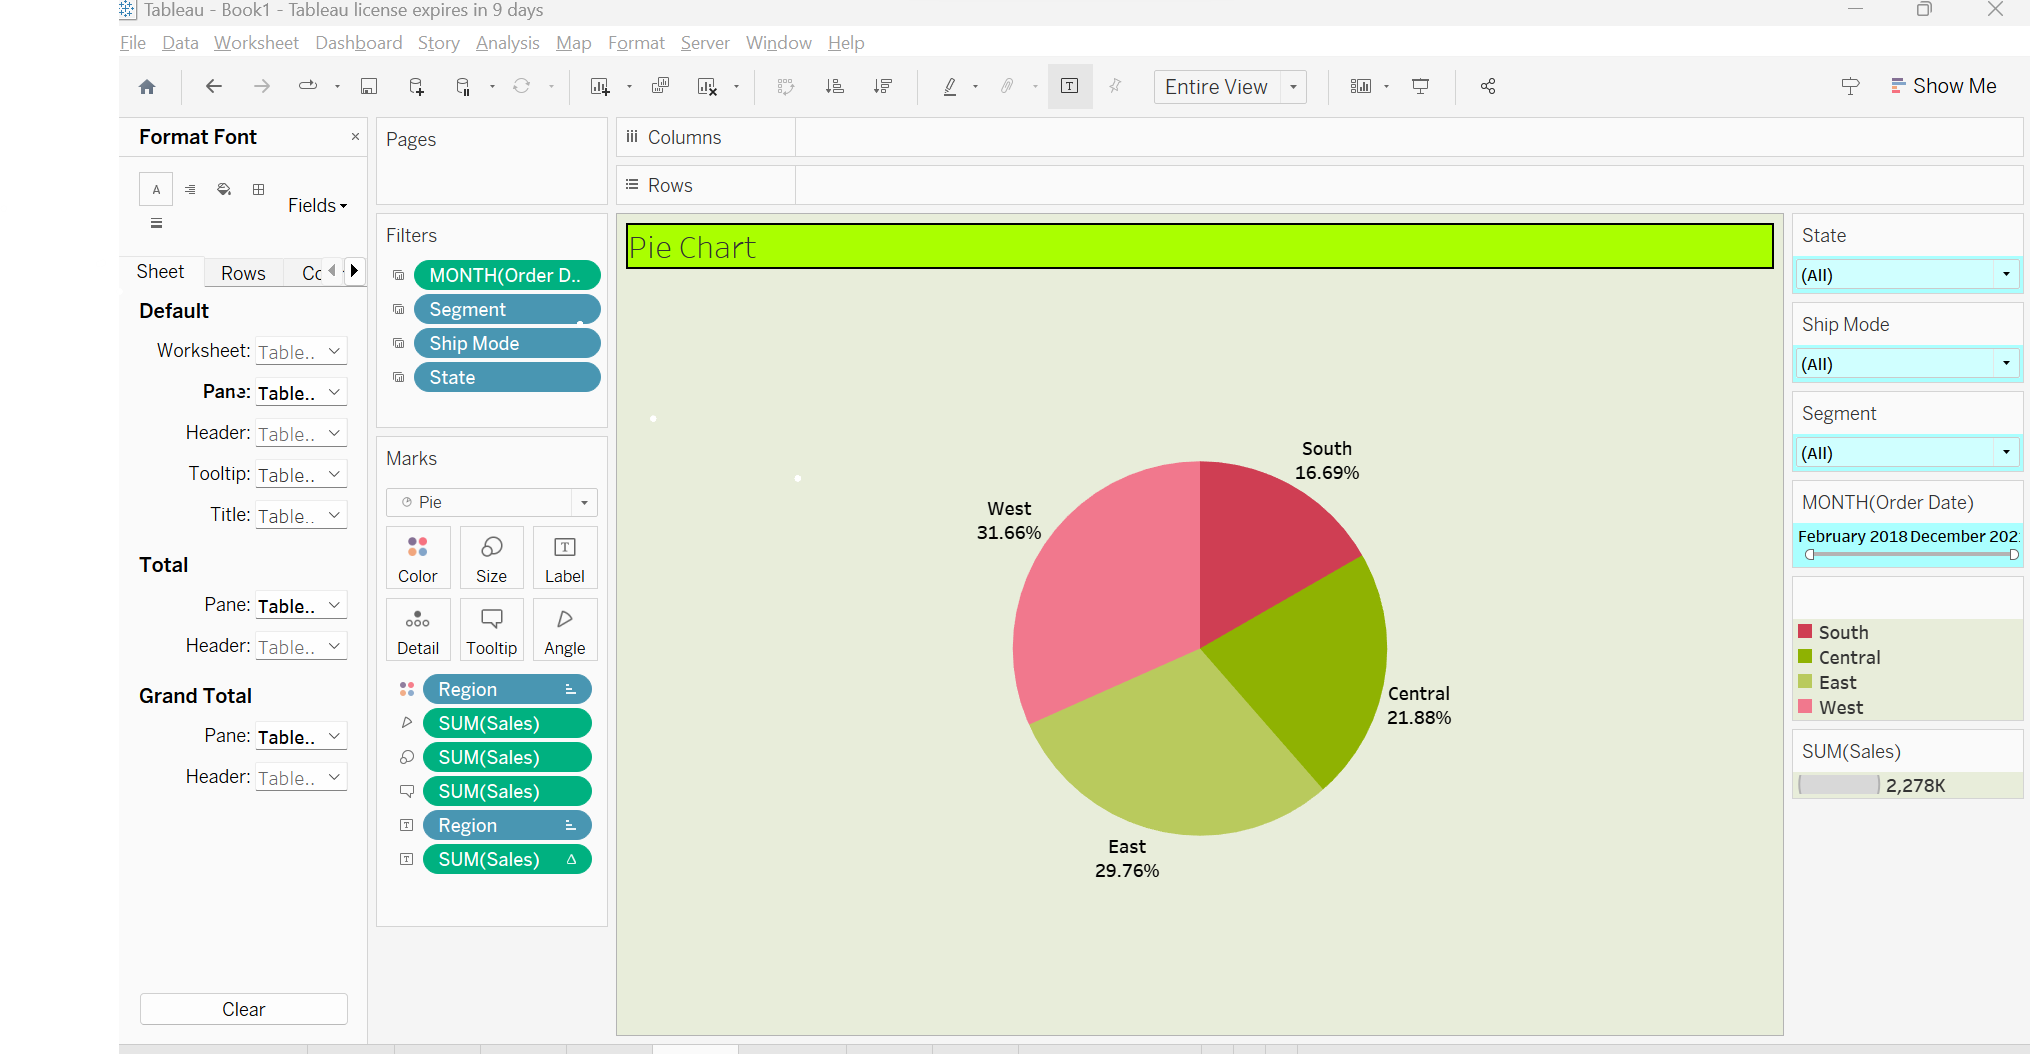 Tableau - Book1 - Tableau license expires in 9 days
File Data Worksheet Dashboard Story Analysis Map Format Server Window Help
Entire View
Show Me
Format Font
Fields
Sheet Rows Co
Default
Worksheet: Table..
Pane: Table..
Header: Table..
Tooltip: Table..
Title: Table..
Total
Pane: Table..
Header: Table..
Grand Total
Pane: Table..
Header: Table..
Clear
Pages
Filters
MONTH(Order D..
Segment
Ship Mode
State
Marks
Pie
Color Size Label
Detail Tooltip Angle
Region
SUM(Sales)
SUM(Sales)
SUM(Sales)
Region
SUM(Sales)
Columns
Rows
Pie Chart
South
16.69%
West
31.66%
Central
21.88%
East
29.76%
State
(All)
Ship Mode
(All)
Segment
(All)
MONTH(Order Date)
February 2018 December 202
South
Central
East
West
SUM(Sales)
2,278K